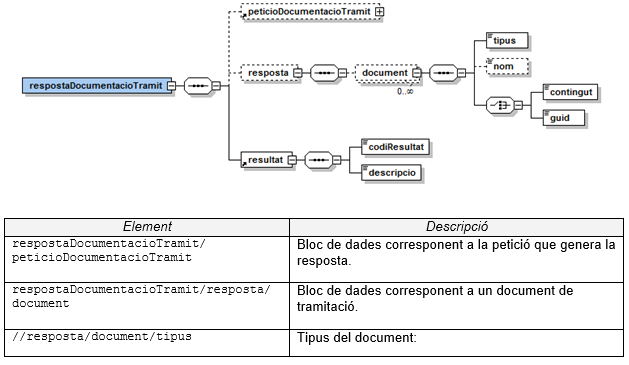 peticioDocumentacioTramit
tipus
respostaDocumentacioTramit
resposta
document
nom
0..∞
contingut
guid
resultat
codiResultat
descripcio
Element Descripció
respostaDocumentacioTramit/ Bloc de dades corresponent a la petició que genera la
peticioDocumentacioTramit resposta.
respostaDocumentacioTramit/resposta/ Bloc de dades corresponent a un document de
document tramitació.
//resposta/document/tipus Tipus del document: